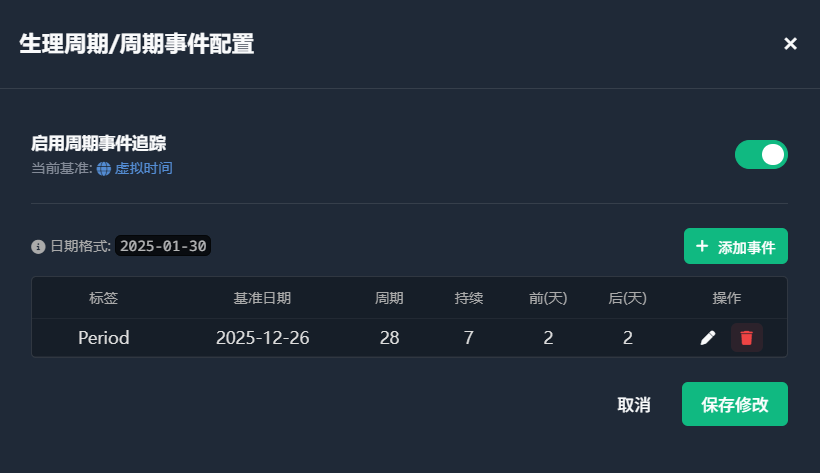 生理周期/周期事件配置
×
启用周期事件追踪
当前基准: 虚拟时间
日期格式: 2025-01-30
+ 添加事件
标签 基准日期 周期 持续 前(天) 后(天) 操作
Period 2025-12-26 28 7 2 2
取消 保存修改